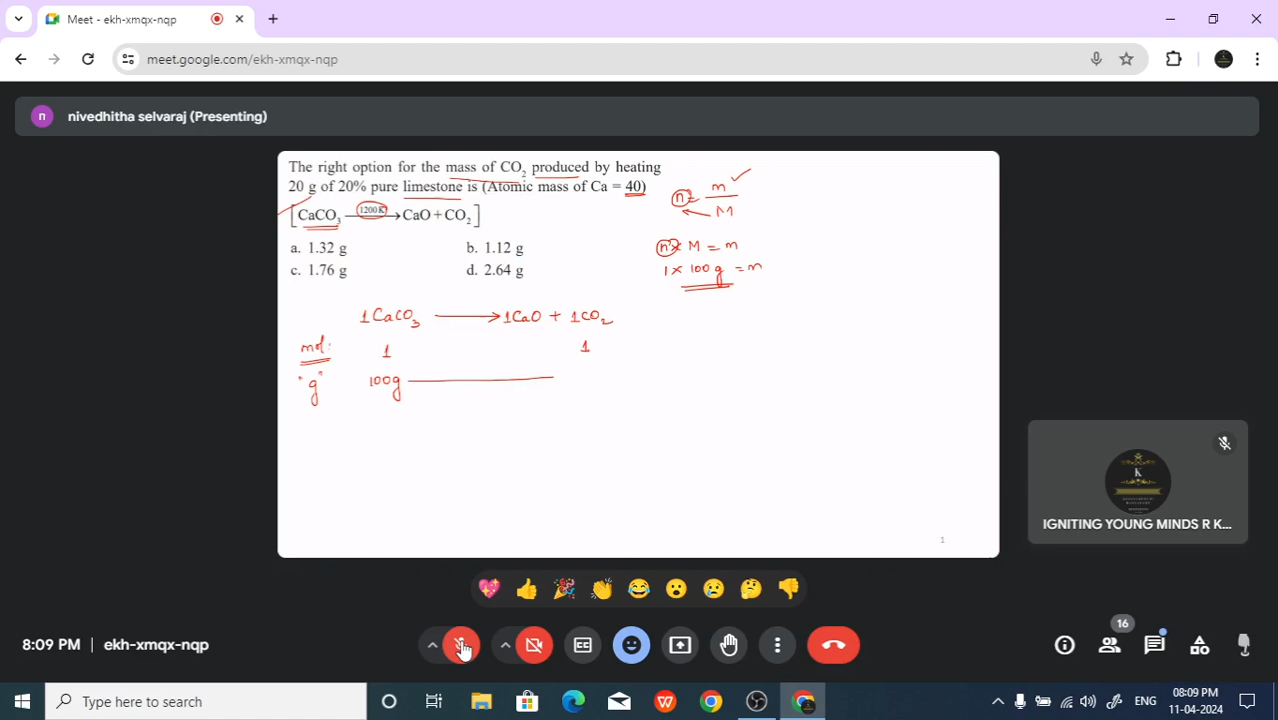 Meet - ekh-xmqx-nqp
meet.google.com/ekh-xmqx-nqp
n nivedhitha selvaraj (Presenting)
The right option for the mass of CO₂ produced by heating
20 g of 20% pure limestone is (Atomic mass of Ca = 40)
[CaCO₃ 1200 K → CaO + CO₂]
a. 1.32 g b. 1.12 g
c. 1.76 g d. 2.64 g
n = m / M
n × M = m
1 × 100 g = m
1 CaCO₃ → 1 CaO + 1 CO₂
mol: 1 1
"g" 100g
1
K
IGNITING YOUNG MINDS R K...
8:09 PM | ekh-xmqx-nqp
16
Type here to search
ENG
08:09 PM
11-04-2024